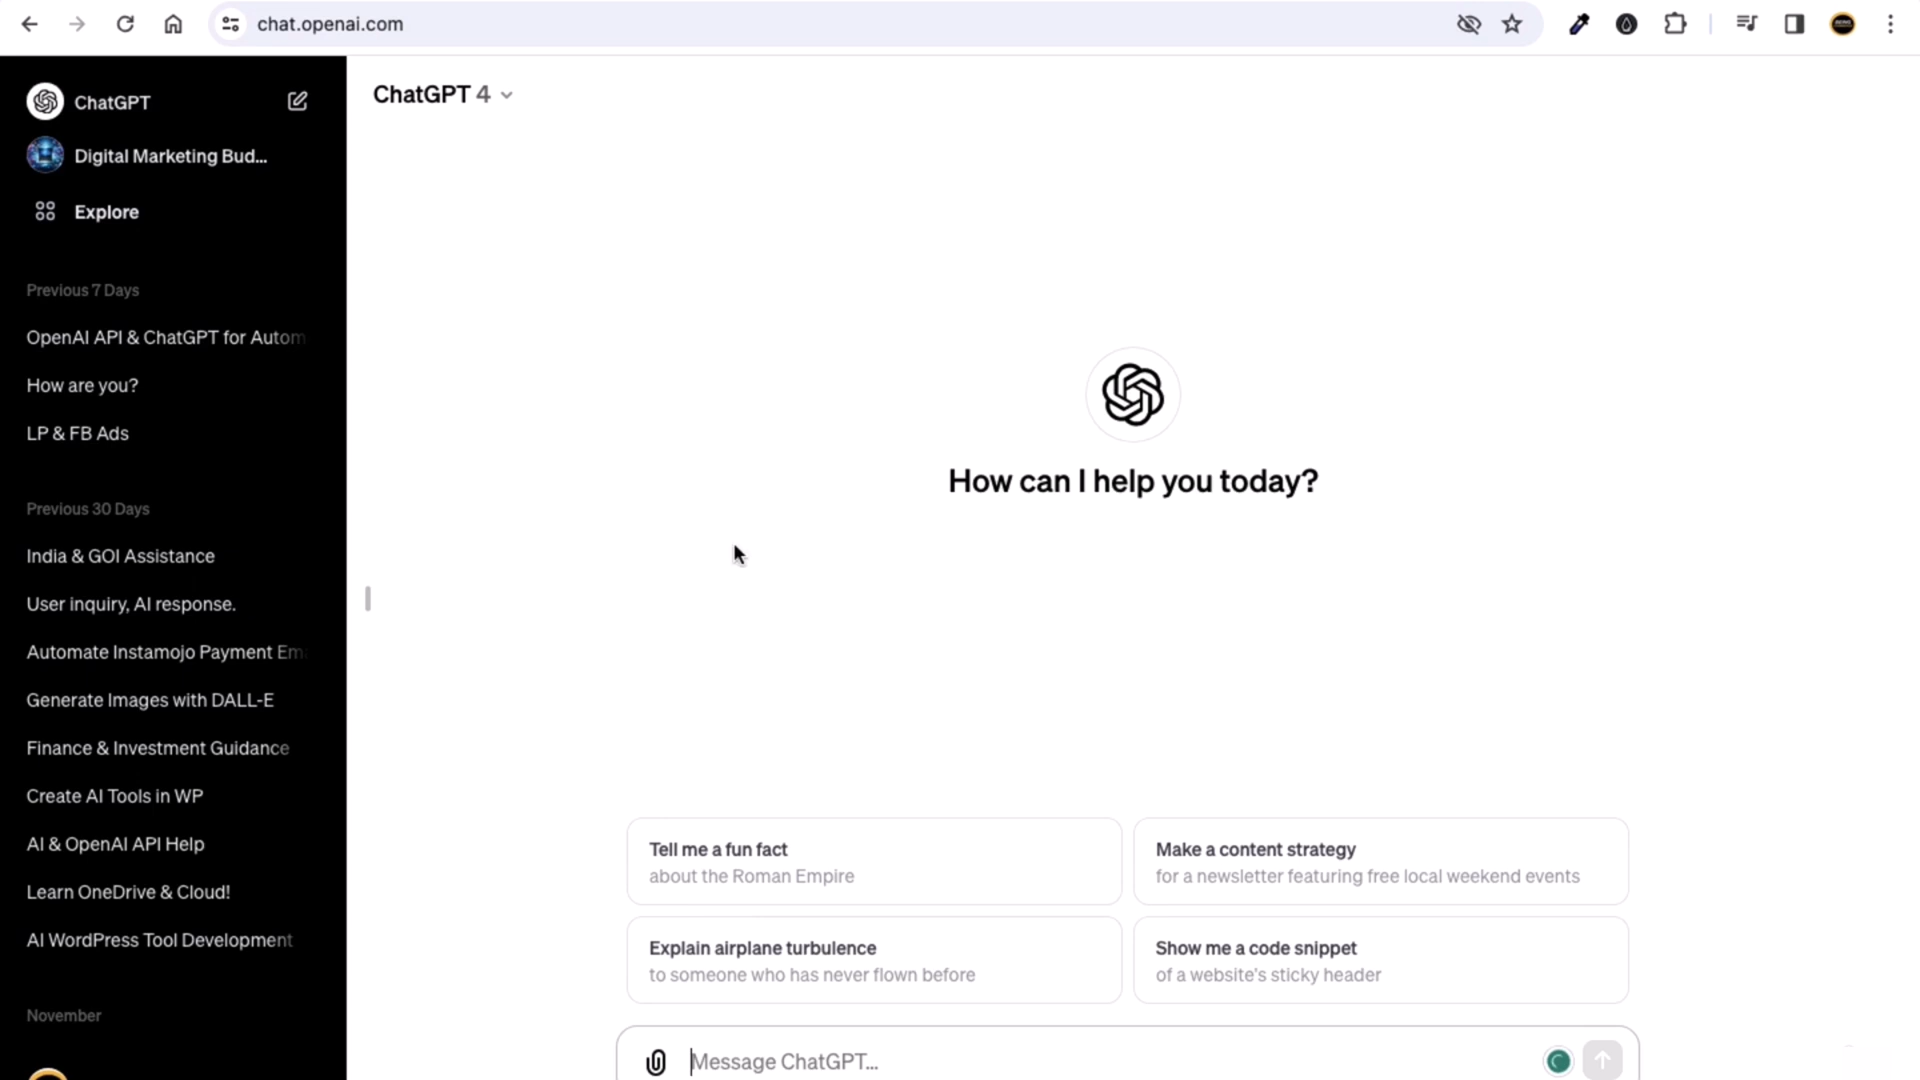 chat.openai.com
ChatGPT
Digital Marketing Bud...
Explore
Previous 7 Days
OpenAI API & ChatGPT for Autom
How are you?
LP & FB Ads
Previous 30 Days
India & GOI Assistance
User inquiry, AI response.
Automate Instamojo Payment Em
Generate Images with DALL-E
Finance & Investment Guidance
Create AI Tools in WP
AI & OpenAI API Help
Learn OneDrive & Cloud!
AI WordPress Tool Development
November
ChatGPT 4
How can I help you today?
Tell me a fun fact
about the Roman Empire
Make a content strategy
for a newsletter featuring free local weekend events
Explain airplane turbulence
to someone who has never flown before
Show me a code snippet
of a website's sticky header
Message ChatGPT...